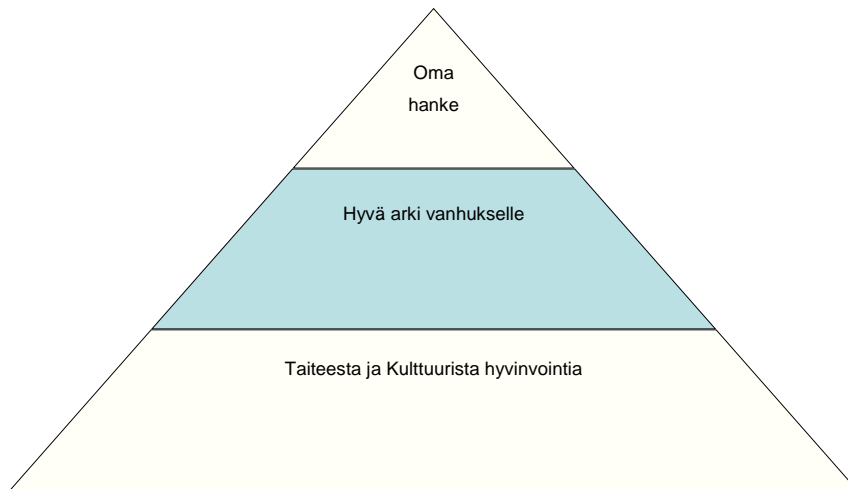 Oma
hanke
Hyvä arki vanhukselle
Taiteesta ja Kulttuurista hyvinvointia